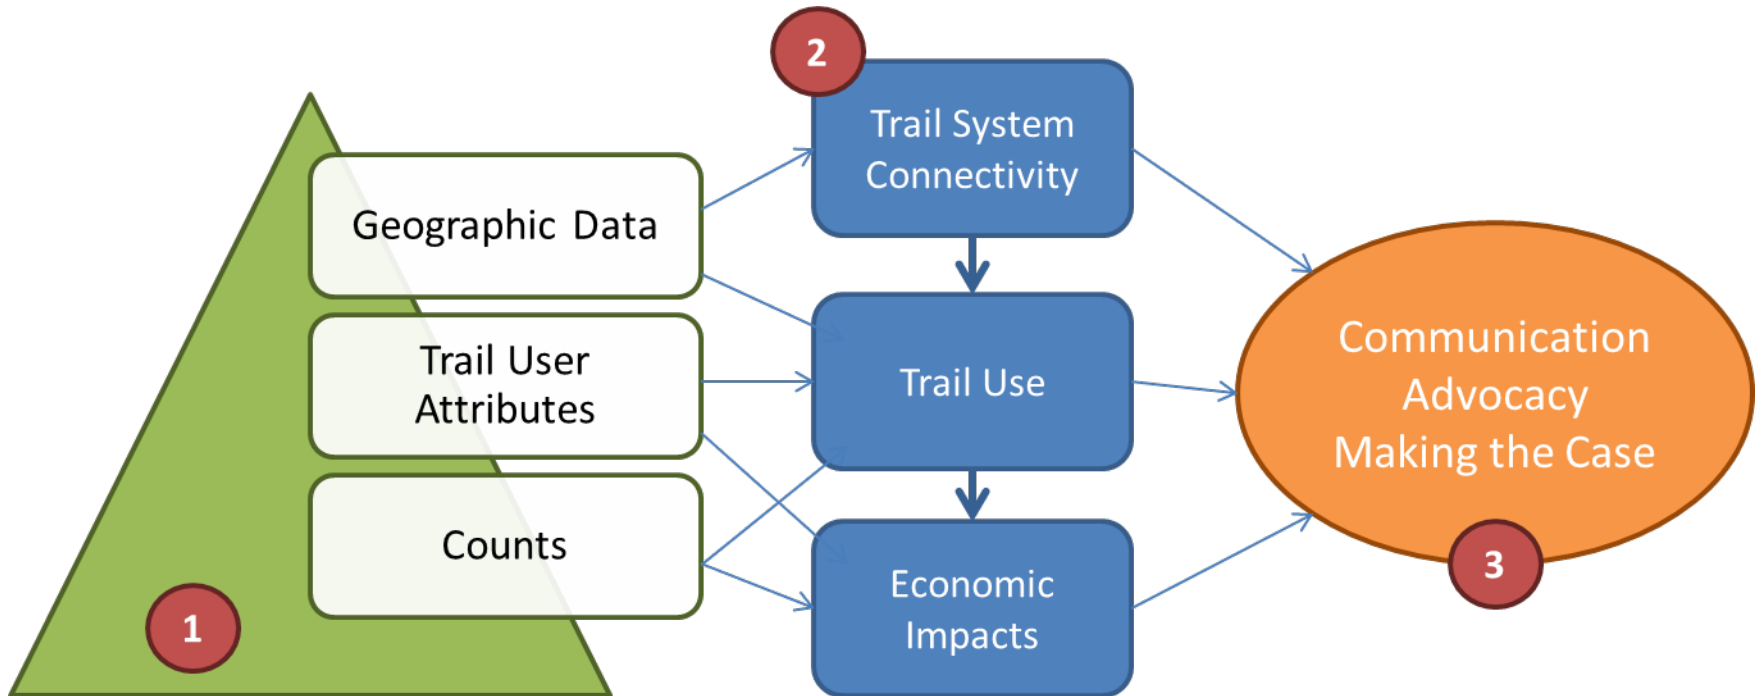 2
Trail System
Connectivity
Geographic Data
Trail User
Attributes
Trail Use
Communication
Advocacy
Making the Case
Counts
Economic
Impacts
1
3